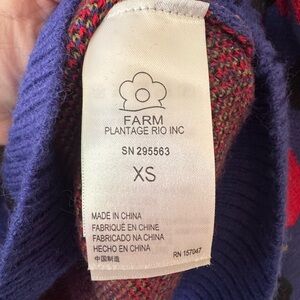 FARM
PLANTAGE RIO INC
SN 295563
XS
MADE IN CHINA
FABRIQUÉ EN CHINE
FABRICADO NA CHINA
HECHO EN CHINA
中国制造
RN 157047